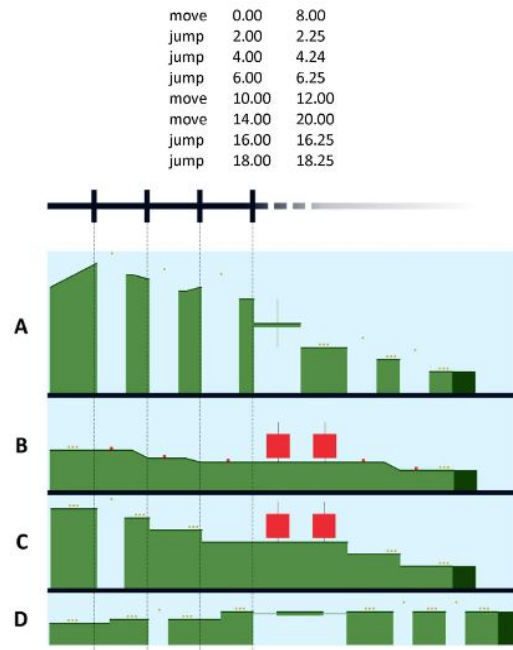 move 0.00 8.00
jump 2.00 2.25
jump 4.00 4.24
jump 6.00 6.25
move 10.00 12.00
move 14.00 20.00
jump 16.00 16.25
jump 18.00 18.25
A
B
C
D